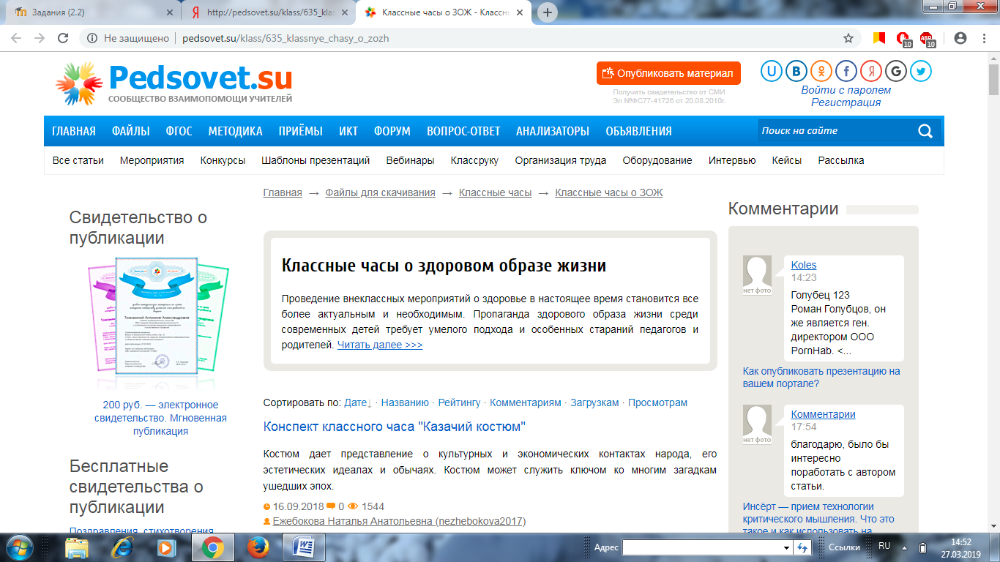 Задания (2.2)
http://pedsovet.su/klass/635_klas
Классные часы о ЗОЖ - Классн
Не защищено
pedsovet.su/klass/635_klassnye_chasy_o_zozh
10
ABP
10
Pedsovet.su
СООБЩЕСТВО ВЗАИМОПОМОЩИ УЧИТЕЛЕЙ
Опубликовать материал
Получить свидетельство от СМИ
Эл №ФС77-41726 от 20.08.2010г.
Войти с паролем
Регистрация
ГЛАВНАЯ ФАЙЛЫ ФГОС МЕТОДИКА ПРИЁМЫ ИКТ ФОРУМ ВОПРОС-ОТВЕТ АНАЛИЗАТОРЫ ОБЪЯВЛЕНИЯ
Поиск на сайте
Все статьи Мероприятия Конкурсы Шаблоны презентаций Вебинары Классруку Организация труда Оборудование Интервью Кейсы Рассылка
Главная → Файлы для скачивания → Классные часы → Классные часы о ЗОЖ
Свидетельство о
публикации
200 руб. — электронное
свидетельство. Мгновенная
публикация
Бесплатные
свидетельства о
публикации
Поздравления, стихотворения
Классные часы о здоровом образе жизни
Проведение внеклассных мероприятий о здоровье в настоящее время становится все
более актуальным и необходимым. Пропаганда здорового образа жизни среди
современных детей требует умелого подхода и особенных стараний педагогов и
родителей. Читать далее >>>
Сортировать по: Дате↓ · Названию · Рейтингу · Комментариям · Загрузкам · Просмотрам
Конспект классного часа "Казачий костюм"
Костюм дает представление о культурных и экономических контактах народа, его
эстетических идеалах и обычаях. Костюм может служить ключом ко многим загадкам
ушедших эпох.
16.09.2018 0 1544
Ежебокова Наталья Анатольевна (nezhebokova2017)
Комментарии
нет фото
Koles
14:23
Голубец 123
Роман Голубцов, он
же является ген.
директором ООО
PornHab. <...
Как опубликовать презентацию на
вашем портале?
нет фото
Комментарии
17:54
благодарю, было бы
интересно
поработать с автором
статьи.
Инсёрт — прием технологии
критического мышления. Что это
такое и как использовать на
Адрес
Ссылки
RU
14:52
27.03.2019